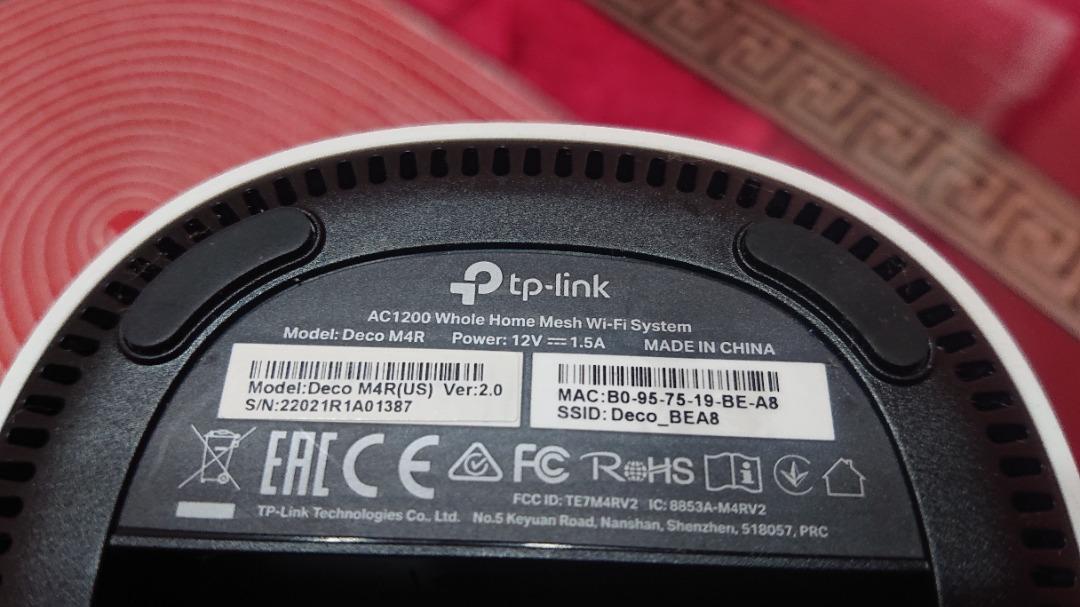 tp-link
AC1200 Whole Home Mesh Wi-Fi System
Model: Deco M4R Power: 12V ⎓ 1.5A MADE IN CHINA
Model:Deco M4R(US) Ver:2.0
S/N:22021R1A01387
MAC:B0-95-75-19-BE-A8
SSID: Deco_BEA8
EAC CE FC RoHS i
FCC ID: TE7M4RV2 IC: 8853A-M4RV2
TP-Link Technologies Co., Ltd. No.5 Keyuan Road, Nanshan, Shenzhen, 518057, PRC